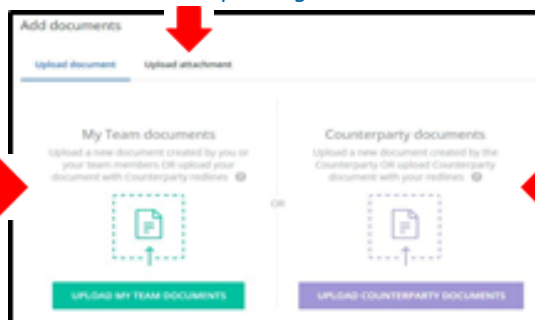 Add documents
Upload document Upload attachment
My Team documents
Upload a new document created by you or
your team members OR upload your
document with Counterparty redlines
UPLOAD MY TEAM DOCUMENTS
OR
Counterparty documents
Upload a new document created by the
Counterparty OR upload Counterparty
document with your redlines
UPLOAD COUNTERPARTY DOCUMENTS